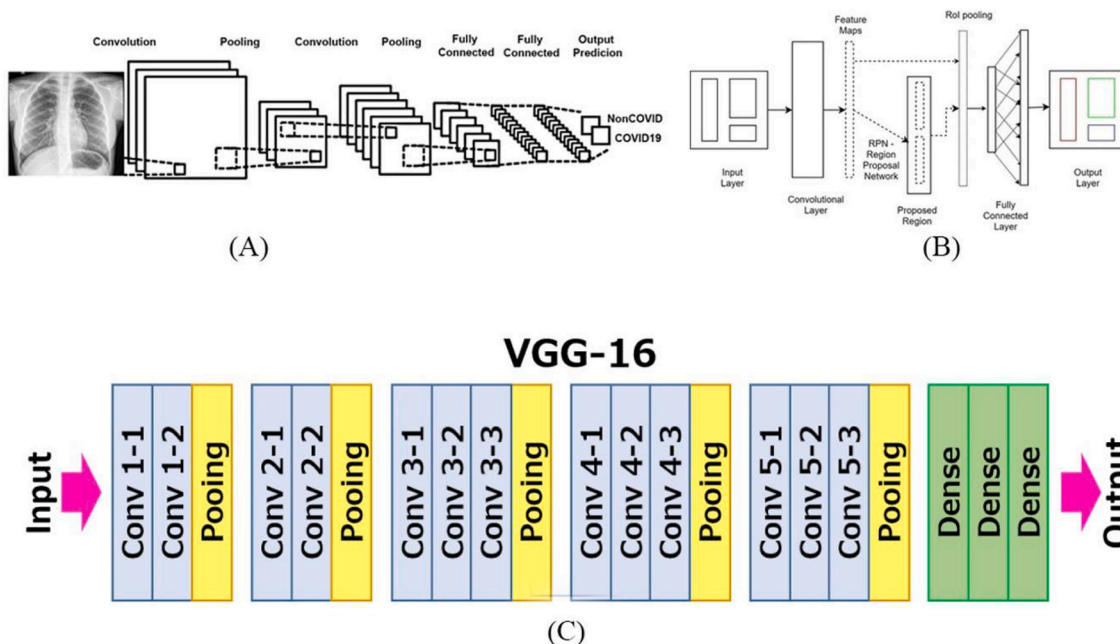 Convolution Pooling Convolution Pooling Fully Connected Fully Connected Output Predicion
NonCOVID
COVID19
(A)
Feature Maps
RoI pooling
Input Layer
Convolutional Layer
RPN - Region Proposal Network
Proposed Region
Fully Connected Layer
Output Layer
(B)
VGG-16
Input
Conv 1-1
Conv 1-2
Pooing
Conv 2-1
Conv 2-2
Pooing
Conv 3-1
Conv 3-2
Conv 3-3
Pooing
Conv 4-1
Conv 4-2
Conv 4-3
Pooing
Conv 5-1
Conv 5-2
Conv 5-3
Pooing
Dense
Dense
Dense
Output
(C)